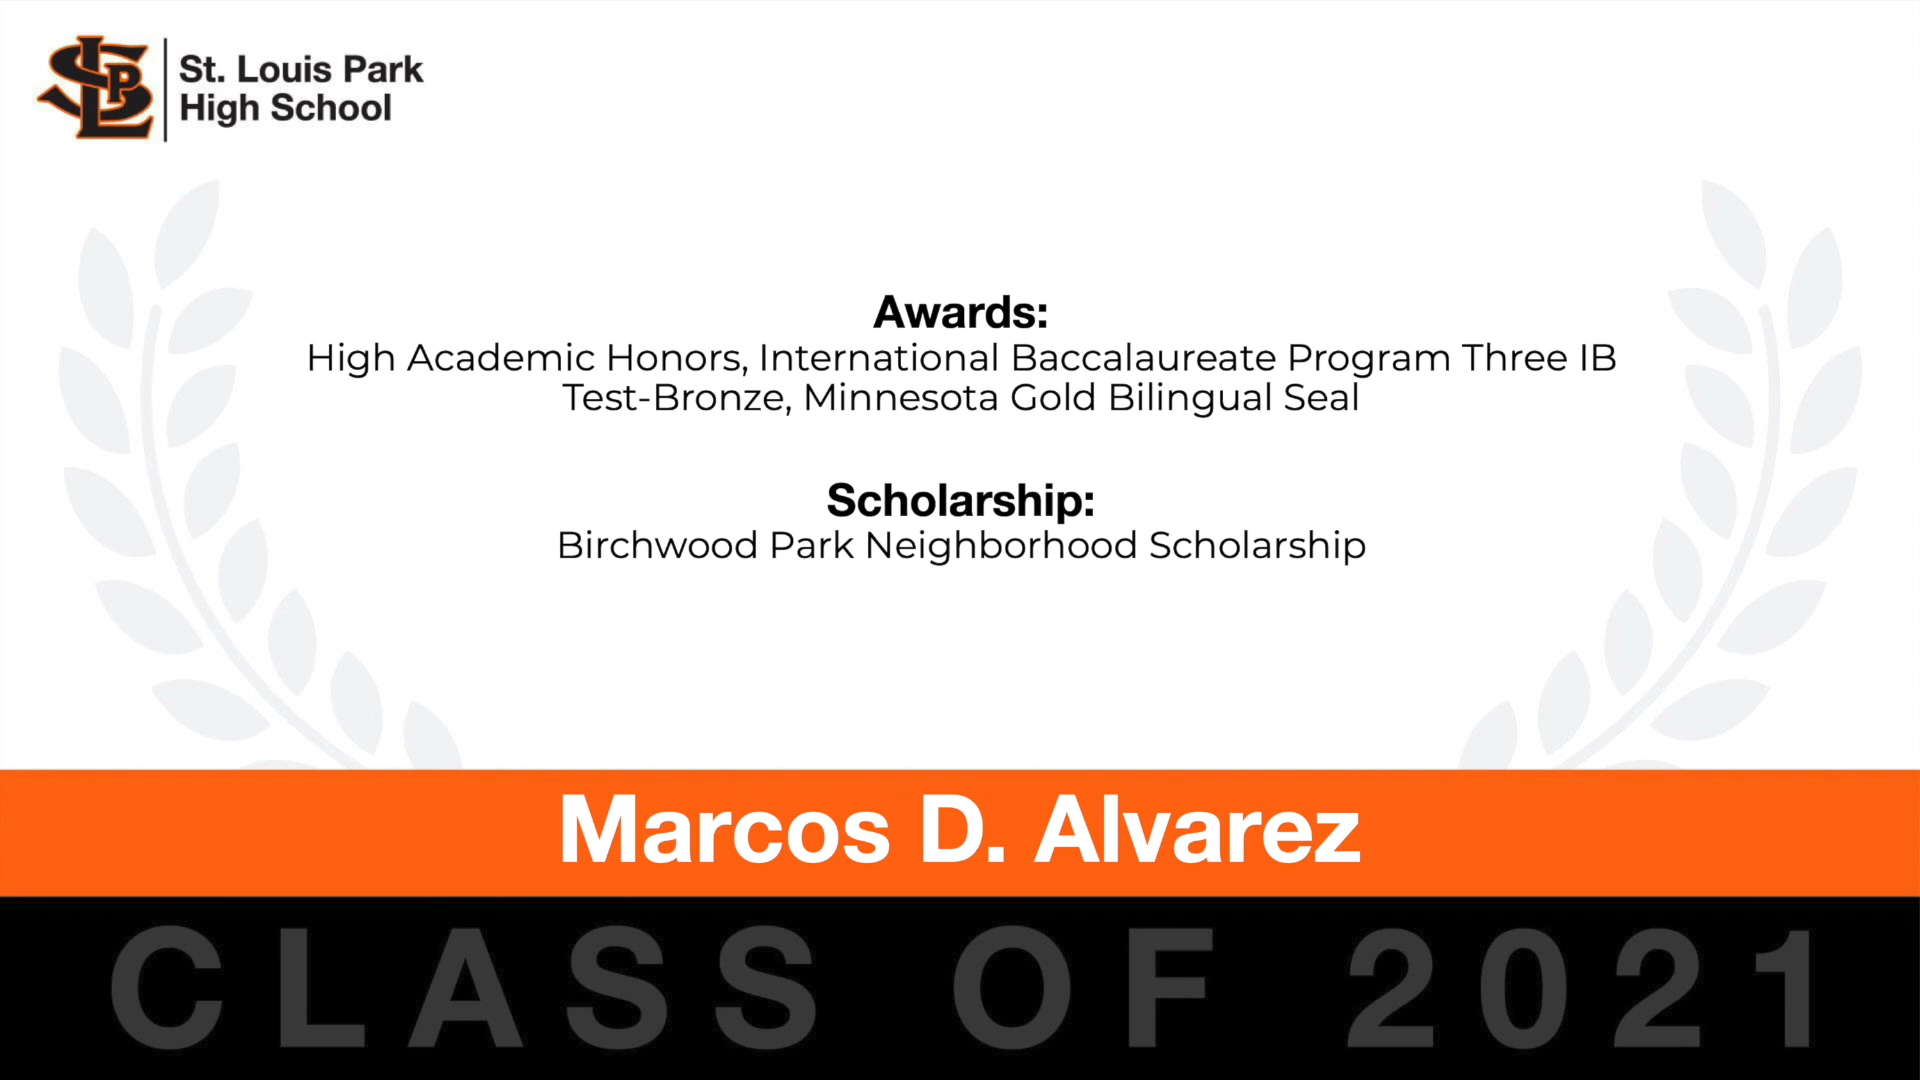 SLP
St. Louis Park
High School
Awards:
High Academic Honors, International Baccalaureate Program Three IB
Test-Bronze, Minnesota Gold Bilingual Seal
Scholarship:
Birchwood Park Neighborhood Scholarship
Marcos D. Alvarez
CLASS OF 2021